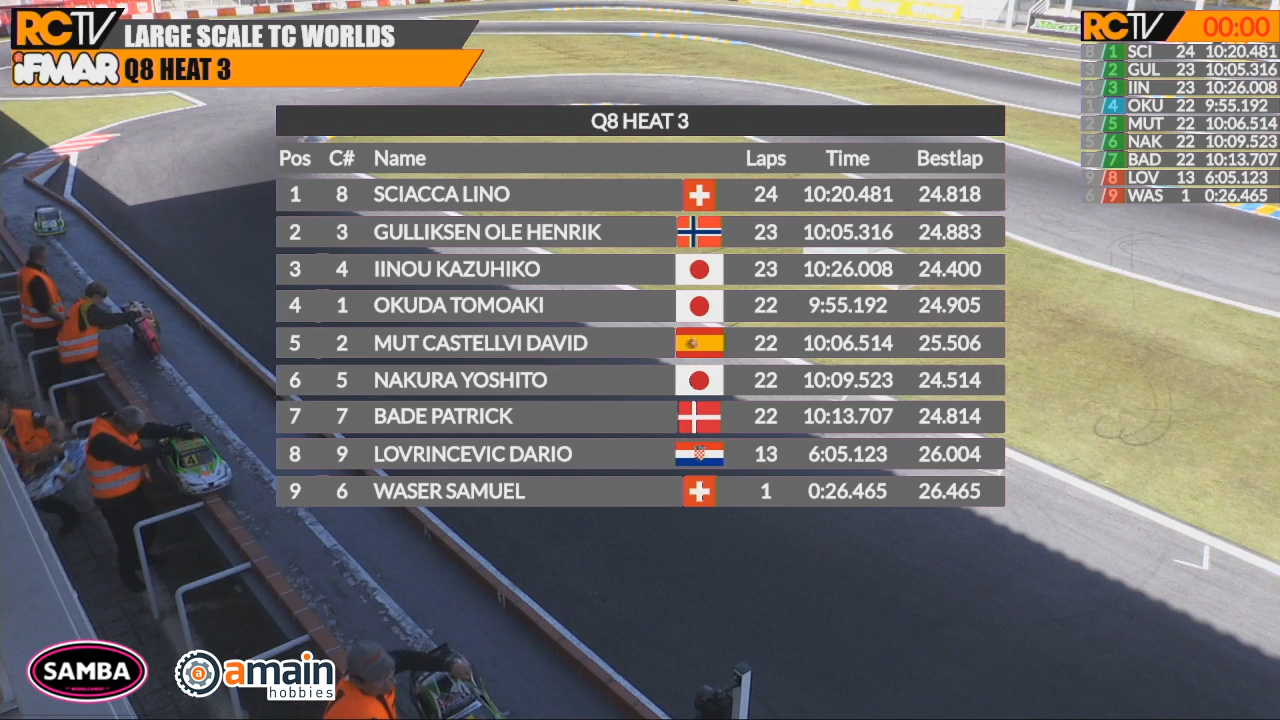 RCTV LARGE SCALE TC WORLDS
iFMAR Q8 HEAT 3
RCTV 00:00
8 1 SCI 24 10:20.481
3 2 GUL 23 10:05.316
4 3 IIN 23 10:26.008
1 4 OKU 22 9:55.192
2 5 MUT 22 10:06.514
5 6 NAK 22 10:09.523
7 7 BAD 22 10:13.707
9 8 LOV 13 6:05.123
6 9 WAS 1 0:26.465
Q8 HEAT 3
Pos C# Name Laps Time Bestlap
1 8 SCIACCA LINO 24 10:20.481 24.818
2 3 GULLIKSEN OLE HENRIK 23 10:05.316 24.883
3 4 IINOU KAZUHIKO 23 10:26.008 24.400
4 1 OKUDA TOMOAKI 22 9:55.192 24.905
5 2 MUT CASTELLVI DAVID 22 10:06.514 25.506
6 5 NAKURA YOSHITO 22 10:09.523 24.514
7 7 BADE PATRICK 22 10:13.707 24.814
8 9 LOVRINCEVIC DARIO 13 6:05.123 26.004
9 6 WASER SAMUEL 1 0:26.465 26.465
4
SAMBA
a amain
hobbies